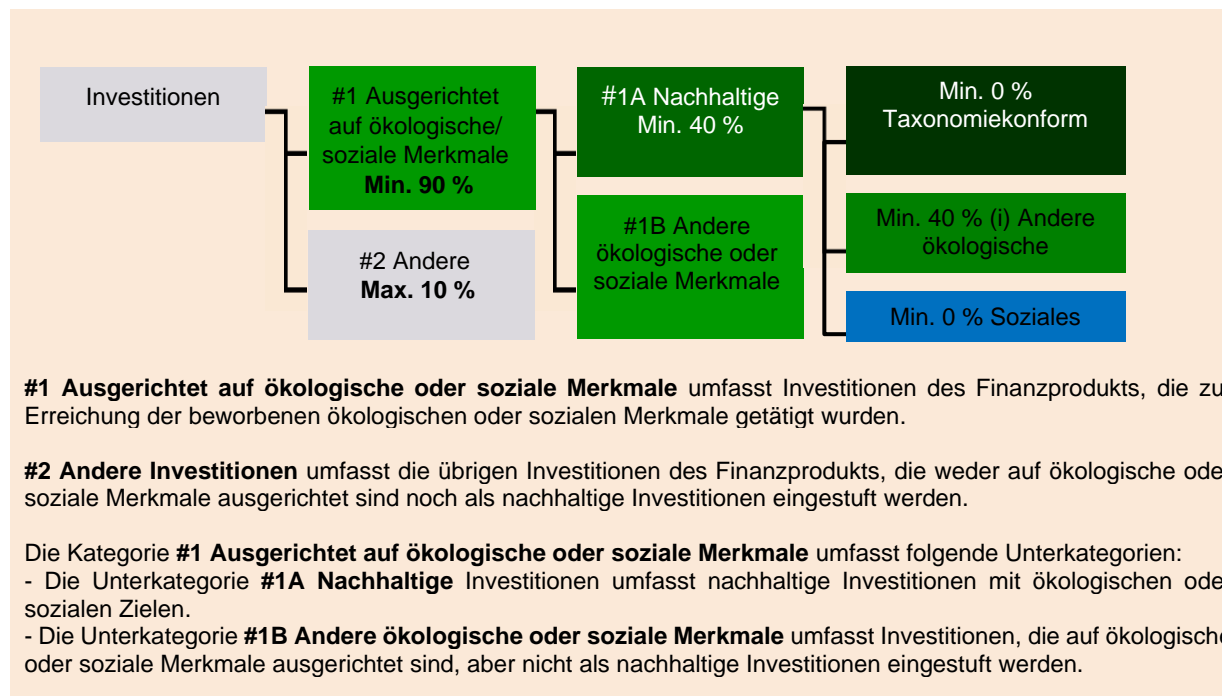 Investitionen
#1 Ausgerichtet
auf ökologische/
soziale Merkmale
Min. 90 %
#2 Andere
Max. 10 %
#1A Nachhaltige
Min. 40 %
#1B Andere
ökologische oder
soziale Merkmale
Min. 0 %
Taxonomiekonform
Min. 40 % (i) Andere
ökologische
Min. 0 % Soziales
#1 Ausgerichtet auf ökologische oder soziale Merkmale umfasst Investitionen des Finanzprodukts, die zu
Erreichung der beworbenen ökologischen oder sozialen Merkmale getätigt wurden.
#2 Andere Investitionen umfasst die übrigen Investitionen des Finanzprodukts, die weder auf ökologische ode
soziale Merkmale ausgerichtet sind noch als nachhaltige Investitionen eingestuft werden.
Die Kategorie #1 Ausgerichtet auf ökologische oder soziale Merkmale umfasst folgende Unterkategorien:
- Die Unterkategorie #1A Nachhaltige Investitionen umfasst nachhaltige Investitionen mit ökologischen ode
sozialen Zielen.
- Die Unterkategorie #1B Andere ökologische oder soziale Merkmale umfasst Investitionen, die auf ökologische
oder soziale Merkmale ausgerichtet sind, aber nicht als nachhaltige Investitionen eingestuft werden.